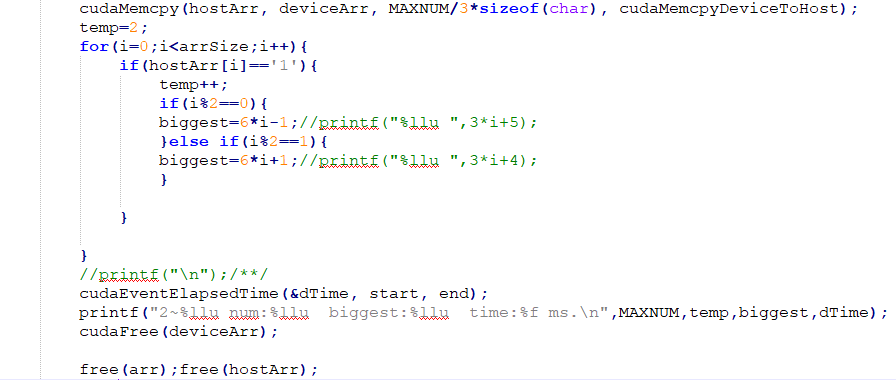 cudaMemcpy(hostArr, deviceArr, MAXNUM/3*sizeof(char), cudaMemcpyDeviceToHost);
temp=2;
for(i=0;i<arrSize;i++){
    if(hostArr[i]=='1'){
        temp++;
        if(i%2==0){
        biggest=6*i-1;//printf("%llu ",3*i+5);
        }else if(i%2==1){
        biggest=6*i+1;//printf("%llu ",3*i+4);
        }
    }
}
//printf("\n");/**/
cudaEventElapsedTime(&dTime, start, end);
printf("2~%llu num:%llu  biggest:%llu  time:%f ms.\n",MAXNUM,temp,biggest,dTime);
cudaFree(deviceArr);
free(arr);free(hostArr);